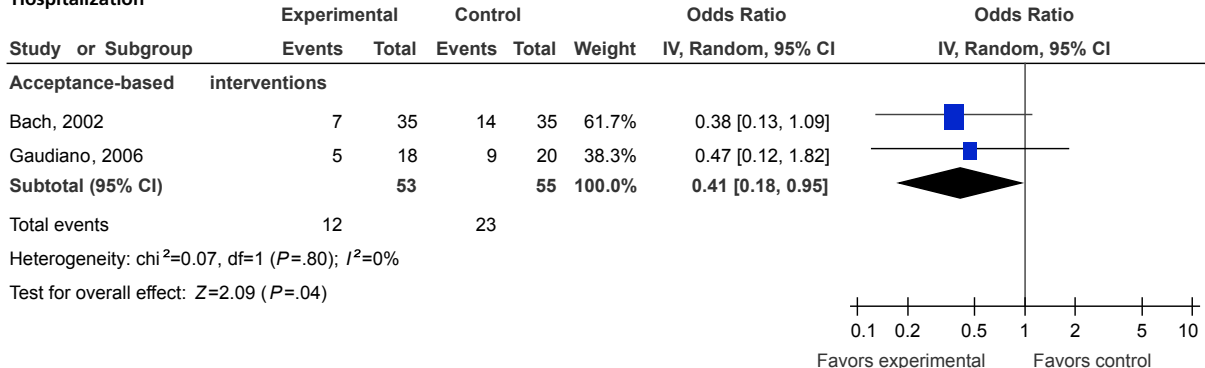 Hospitalization
Experimental Control Odds Ratio Odds Ratio
Study or Subgroup Events Total Events Total Weight IV, Random, 95% CI IV, Random, 95% CI
Acceptance-based interventions
Bach, 2002 7 35 14 35 61.7% 0.38 [0.13, 1.09]
Gaudiano, 2006 5 18 9 20 38.3% 0.47 [0.12, 1.82]
Subtotal (95% CI) 53 55 100.0% 0.41 [0.18, 0.95]
Total events 12 23
Heterogeneity: chi²=0.07, df=1 (P=.80); I²=0%
Test for overall effect: Z=2.09 (P=.04)
0.1 0.2 0.5 1 2 5 10
Favors experimental Favors control